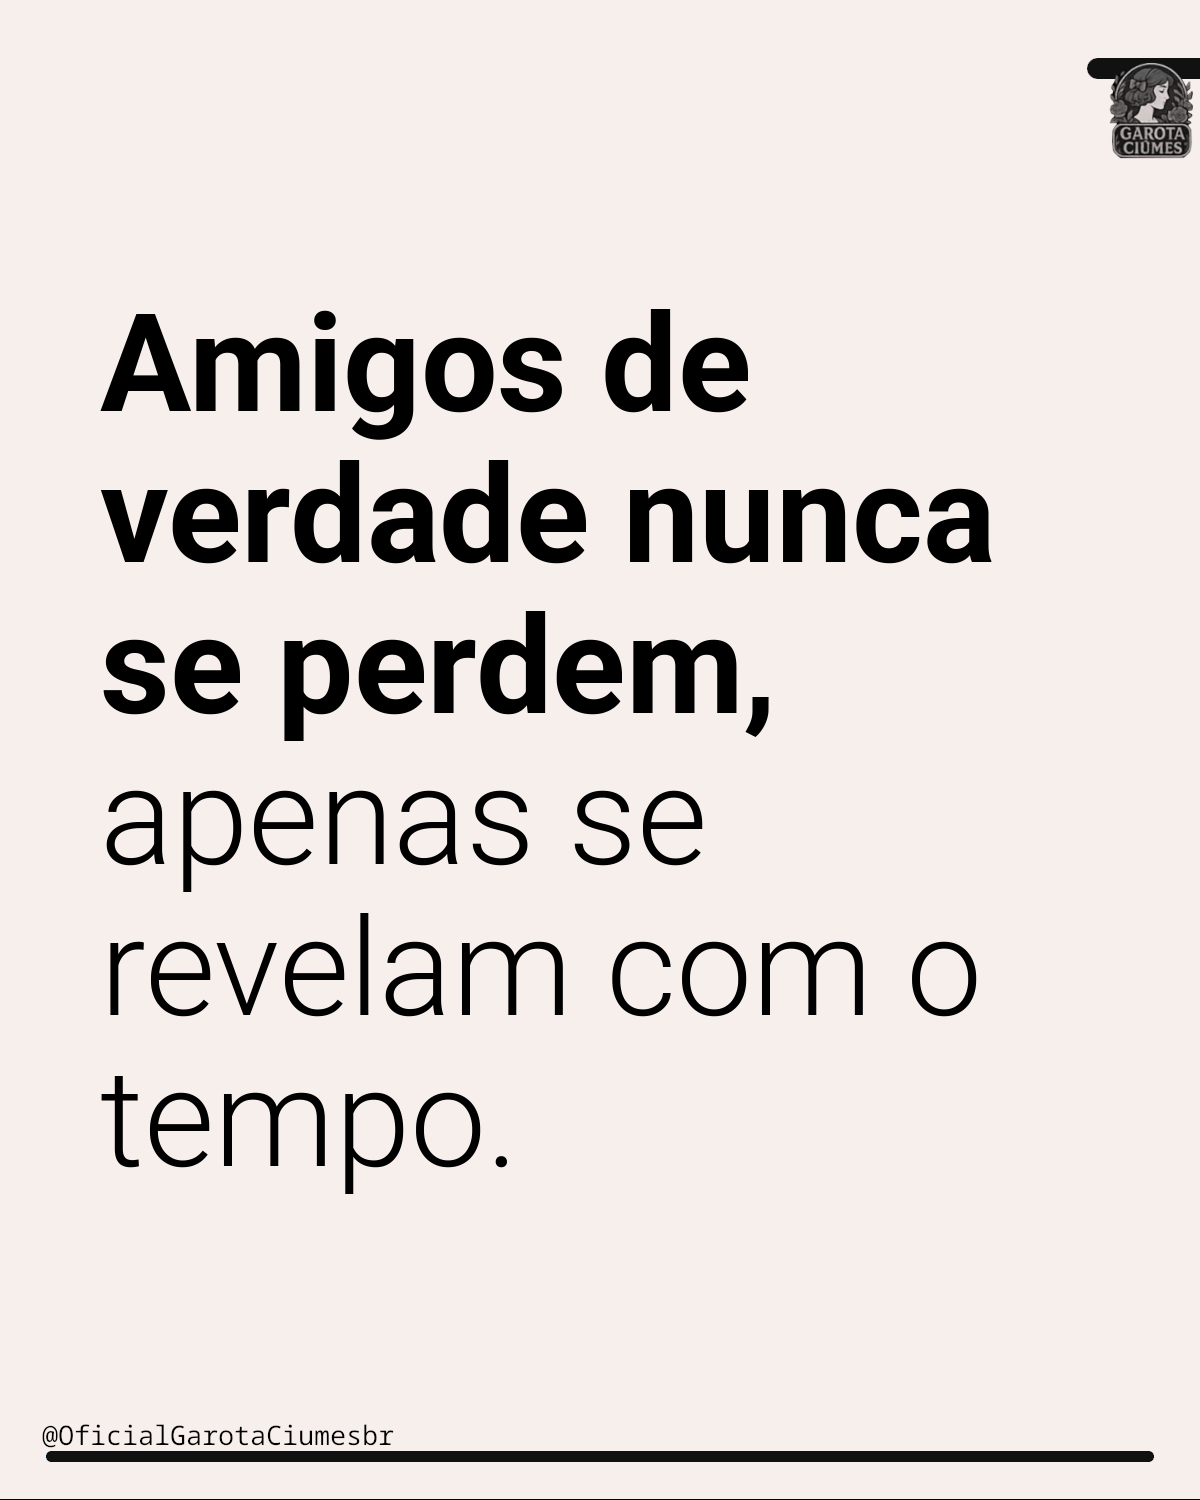 GAROTA
CIÚMES
Amigos de
verdade nunca
se perdem,
apenas se
revelam com o
tempo.
@OficialGarotaCiumesbr